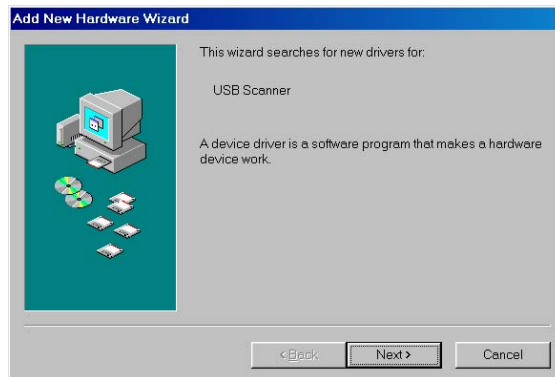 Add New Hardware Wizard
This wizard searches for new drivers for:
USB Scanner
A device driver is a software program that makes a hardware
device work.
< Back
Next >
Cancel